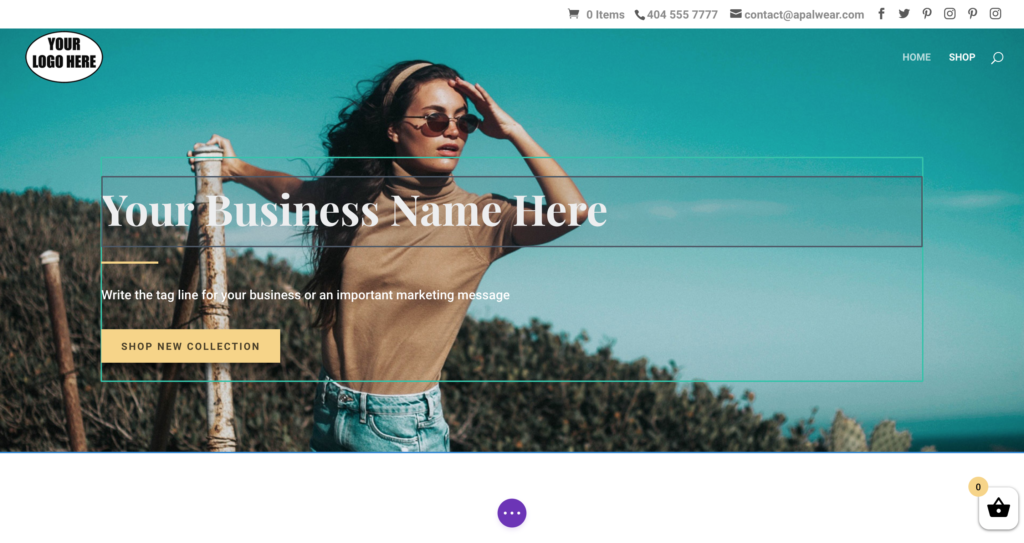 0 Items 404 555 7777 contact@apalwear.com
YOUR
LOGO HERE
HOME SHOP
Your Business Name Here
Write the tag line for your business or an important marketing message
SHOP NEW COLLECTION
0